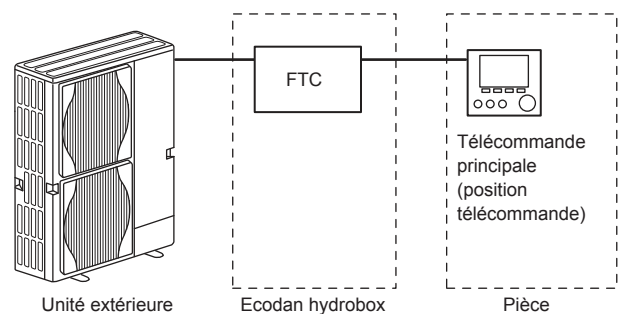 FTC
Télécommande
principale
(position
télécommande)
Unité extérieure
Ecodan hydrobox
Pièce